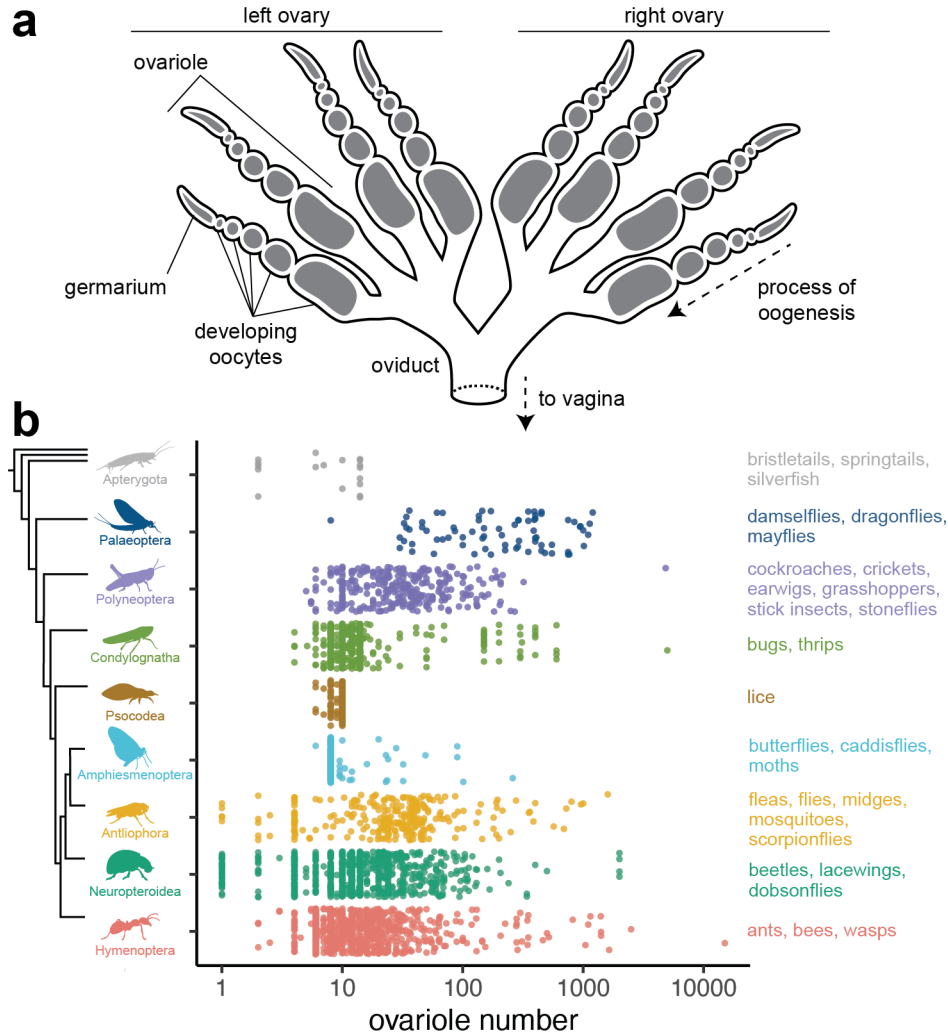 a
left ovary
right ovary
ovariole
germarium
developing
oocytes
oviduct
process of
oogenesis
to vagina
b
Apterygota
bristletails, springtails,
silverfish
Palaeoptera
damselflies, dragonflies,
mayflies
Polyneoptera
cockroaches, crickets,
earwigs, grasshoppers,
stick insects, stoneflies
Condylognatha
bugs, thrips
Psocodea
lice
Amphiesmenoptera
butterflies, caddisflies,
moths
Antliophora
fleas, flies, midges,
mosquitoes,
scorpionflies
Neuropteroidea
beetles, lacewings,
dobsonflies
Hymenoptera
ants, bees, wasps
1 10 100 1000 10000
ovariole number